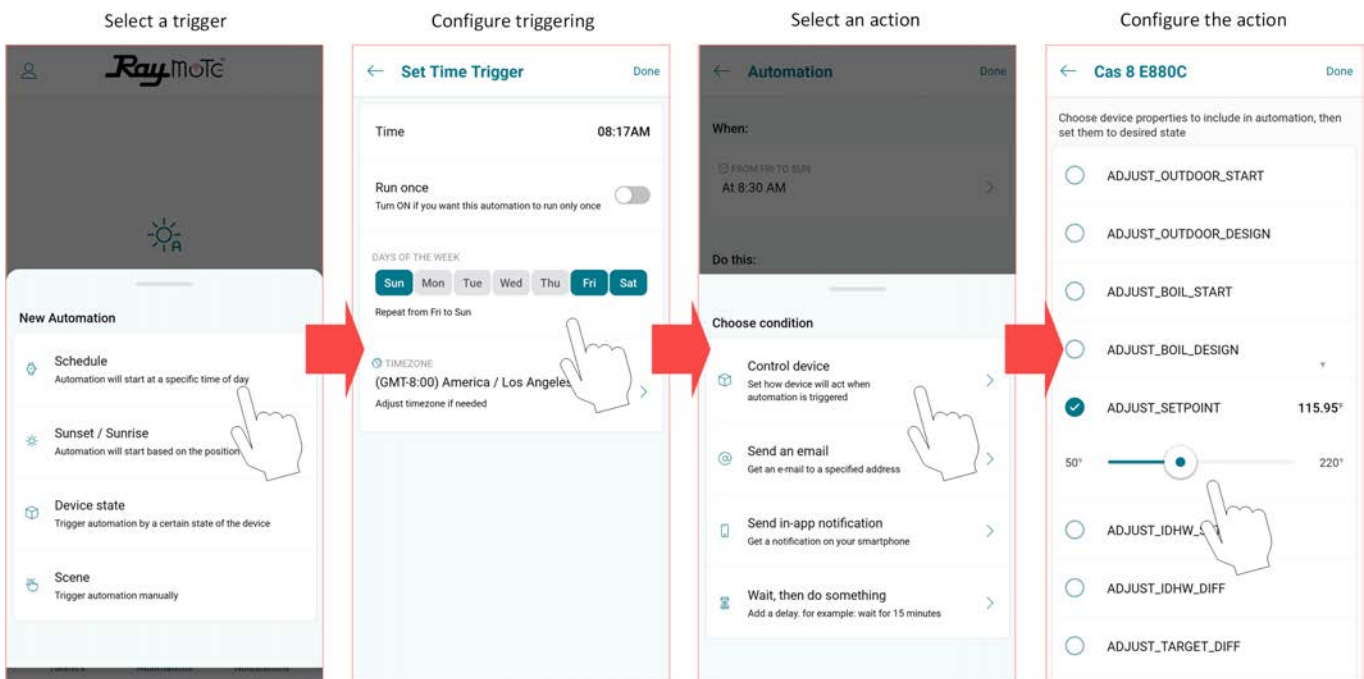 Select a trigger
Configure triggering
Select an action
Configure the action
RayMOTE
A
New Automation
Schedule
Automation will start at a specific time of day
Sunset / Sunrise
Automation will start based on the position
Device state
Trigger automation by a certain state of the device
Scene
Trigger automation manually
Set Time Trigger
Done
Time
08:17AM
Run once
Turn ON if you want this automation to run only once
DAYS OF THE WEEK
Sun Mon Tue Wed Thu Fri Sat
Repeat from Fri to Sun
TIMEZONE
(GMT-8:00) America / Los Angeles
Adjust timezone if needed
Automation
Done
When:
FROM FRI TO SUN
At 8:30 AM
Do this:
Choose condition
Control device
Set how device will act when
automation is triggered
Send an email
Get an e-mail to a specified address
Send in-app notification
Get a notification on your smartphone
Wait, then do something
Add a delay. for example: wait for 15 minutes
Cas 8 E880C
Done
Choose device properties to include in automation, then
set them to desired state
ADJUST_OUTDOOR_START
ADJUST_OUTDOOR_DESIGN
ADJUST_BOIL_START
ADJUST_BOIL_DESIGN
ADJUST_SETPOINT
115.95°F
50°
220°
ADJUST_IDHW_
ADJUST_IDHW_DIFF
ADJUST_TARGET_DIFF